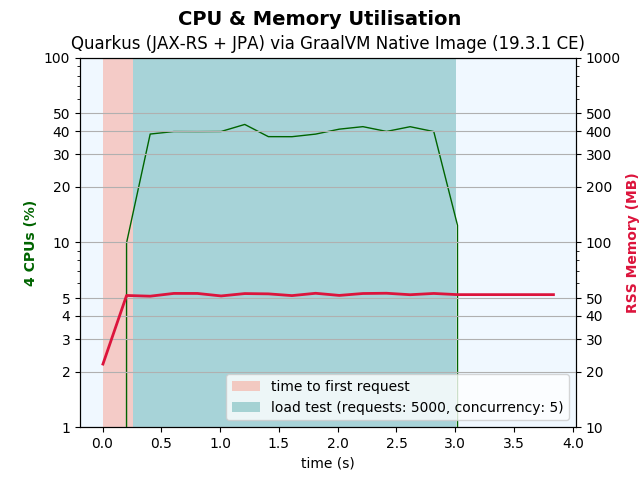 CPU & Memory Utilisation
Quarkus (JAX-RS + JPA) via GraalVM Native Image (19.3.1 CE)
100
50
40
30
20
10
5
4
3
2
1
4 CPUs (%)
1000
500
400
300
200
100
50
40
30
20
10
RSS Memory (MB)
time to first request
load test (requests: 5000, concurrency: 5)
0.0 0.5 1.0 1.5 2.0 2.5 3.0 3.5 4.0
time (s)